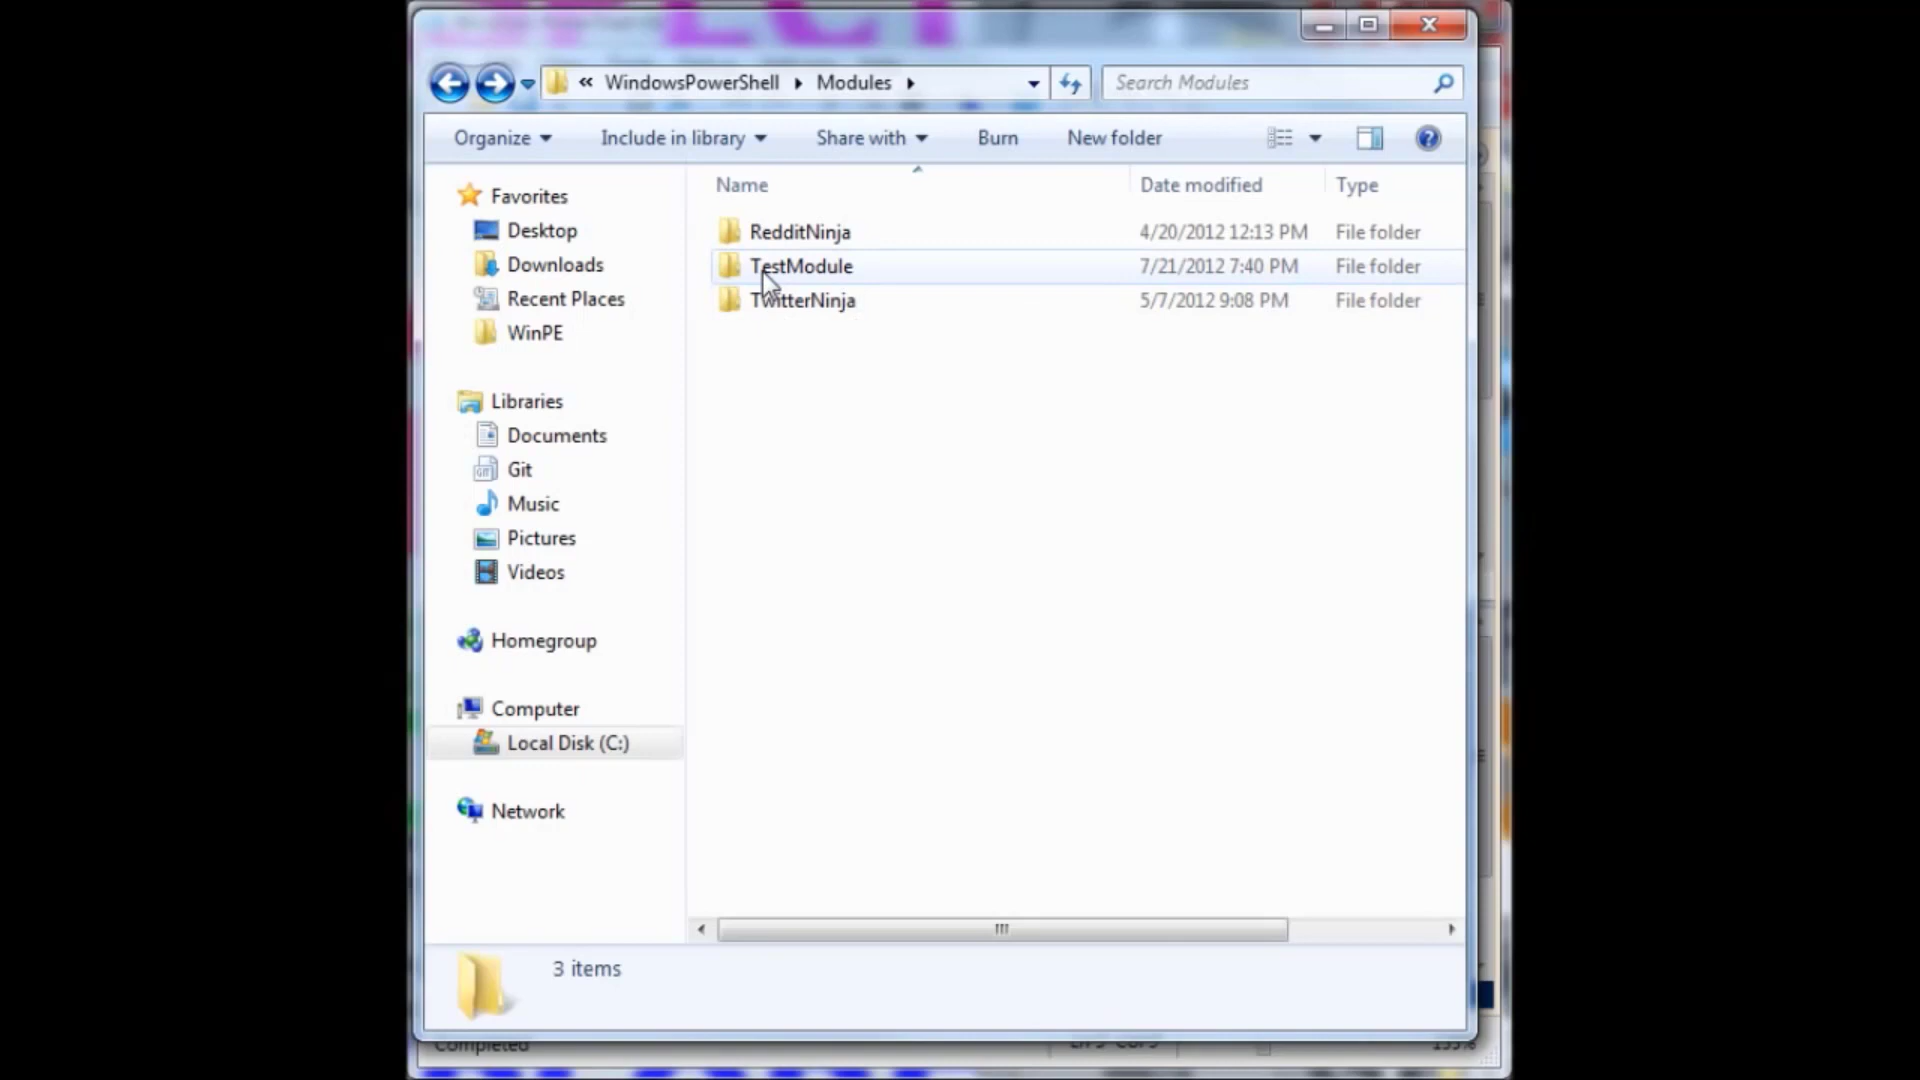 « WindowsPowerShell Modules
Search Modules
Organize Include in library Share with Burn New folder
Name Date modified Type
Favorites
Desktop
Downloads
Recent Places
WinPE
Libraries
Documents
Git
Music
Pictures
Videos
Homegroup
Computer
Local Disk (C:)
Network
RedditNinja 4/20/2012 12:13 PM File folder
TestModule 7/21/2012 7:40 PM File folder
TwitterNinja 5/7/2012 9:08 PM File folder
3 items
Completed